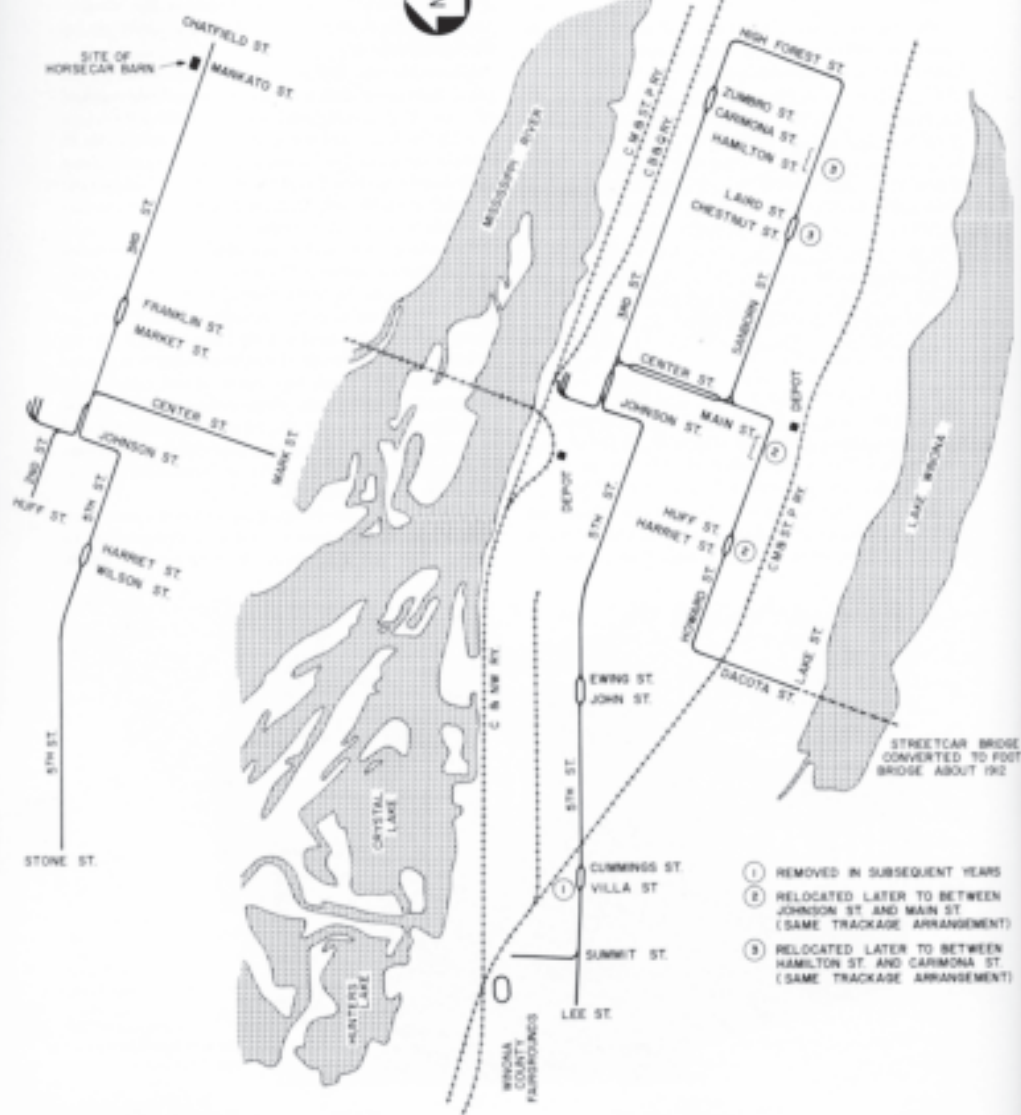 N
CHATFIELD ST.
SITE OF
HORSECAR BARN
MANKATO ST.
3RD ST.
FRANKLIN ST.
MARKET ST.
CENTER ST.
MARK ST.
JOHNSON ST.
2ND ST.
HUFF ST.
5TH ST.
HARRIET ST.
WILSON ST.
5TH ST.
STONE ST.
MISSISSIPPI RIVER
C M & ST. P RY.
C B & Q RY.
HIGH FOREST ST.
ZUMBRO ST.
CARIMONA ST.
HAMILTON ST.
3
LAIRD ST.
CHESTNUT ST.
3
3RD ST.
SANBORN ST.
CENTER ST.
JOHNSON ST.
MAIN ST.
2
DEPOT
DEPOT
5TH ST.
HUFF ST.
HARRIET ST.
2
HOWARD ST.
C M & ST. P RY.
LAKE WINONA
LAKE ST.
DACOTA ST.
STREETCAR BRIDGE
CONVERTED TO FOOT
BRIDGE ABOUT 1912
C & NW RY.
EWING ST.
JOHN ST.
5TH ST.
CRYSTAL
LAKE
CUMMINGS ST.
1
VILLA ST
SUMMIT ST.
LEE ST.
HUNTERS
LAKE
WINONA
COUNTY
FAIRGROUNDS
1 REMOVED IN SUBSEQUENT YEARS
2 RELOCATED LATER TO BETWEEN
JOHNSON ST. AND MAIN ST.
(SAME TRACKAGE ARRANGEMENT)
3 RELOCATED LATER TO BETWEEN
HAMILTON ST. AND CARIMONA ST.
(SAME TRACKAGE ARRANGEMENT)